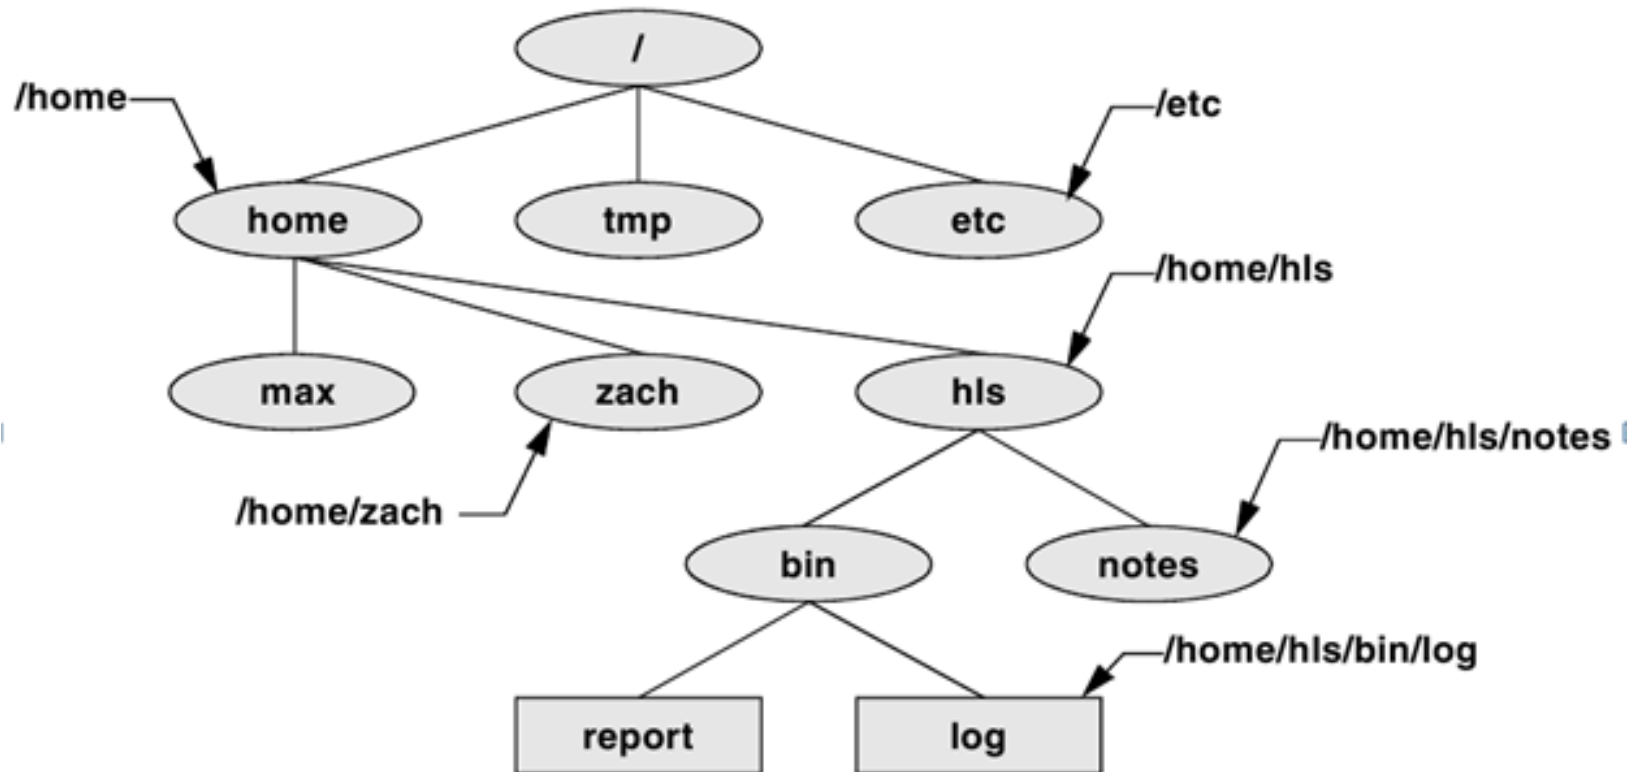 /
/home
/etc
home
tmp
etc
/home/hls
max
zach
hls
/home/hls/notes
/home/zach
bin
notes
/home/hls/bin/log
report
log